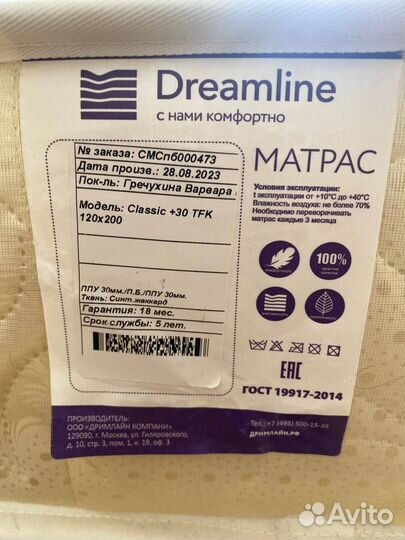 Dreamline
с нами комфортно
№ заказа: СМСпб000473
Дата произв.: 28.08.2023
Пок-ль: Гречухина Варвара
Модель: Classic +30 TFK
120x200
ППУ 30мм./П.Б./ППУ 30мм.
Ткань: Синт.жаккард
Гарантия: 18 мес.
Срок службы: 5 лет.
МАТРАС
Условия эксплуатации:
t эксплуатации от +10°С до +40°С
Влажность воздуха: не более 70%
Необходимо переворачивать
матрас каждые 3 месяца
100%
EAC
ГОСТ 19917-2014
ПРОИЗВОДИТЕЛЬ:
ООО «ДРИМЛАЙН КОМПАНИ»
129090, г. Москва, ул. Гиляровского,
д. 10, стр. 3, пом. 1, к. 19, оф. 3
Тел.: +7 (495) 500-15-36
ДРИМЛАЙН.РФ
Avito